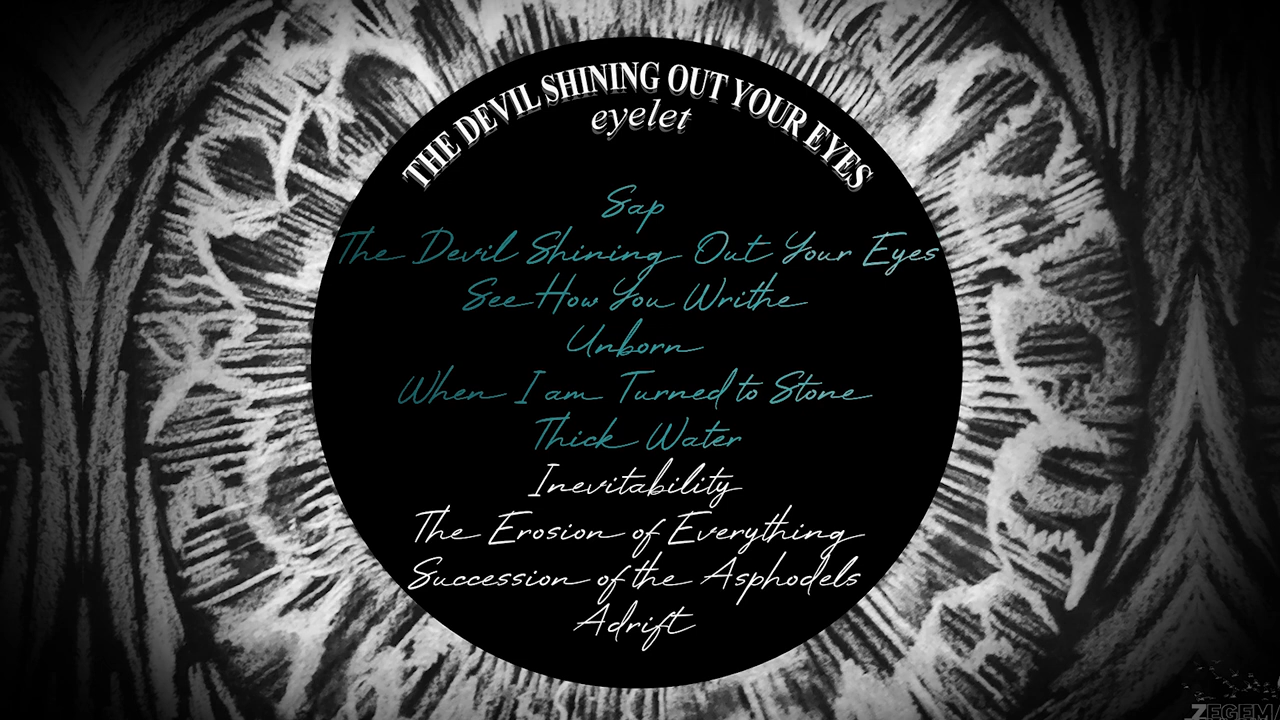 THE DEVIL SHINING OUT YOUR EYES
eyelet
Sap
The Devil Shining Out Your Eyes
See How You Writhe
Unborn
When I am Turned to Stone
Thick Water
Inevitability
The Erosion of Everything
Succession of the Asphodels
Adrift
ZEGEMA